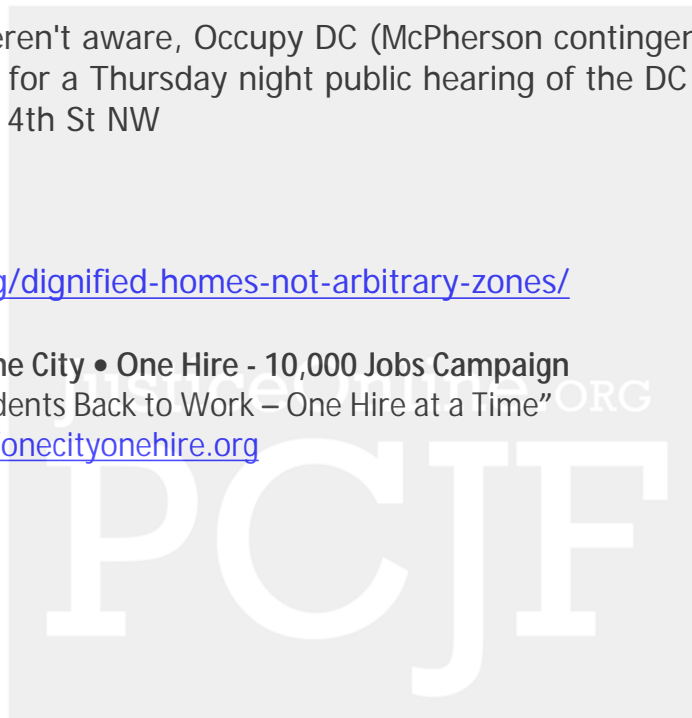 eren't aware, Occupy DC (McPherson contingen
for a Thursday night public hearing of the DC
4th St NW
g/dignified-homes-not-arbitrary-zones/
ne City • One Hire - 10,000 Jobs Campaign
justiceOnline.ORG
dents Back to Work – One Hire at a Time”
onecityonehire.org
PCJF